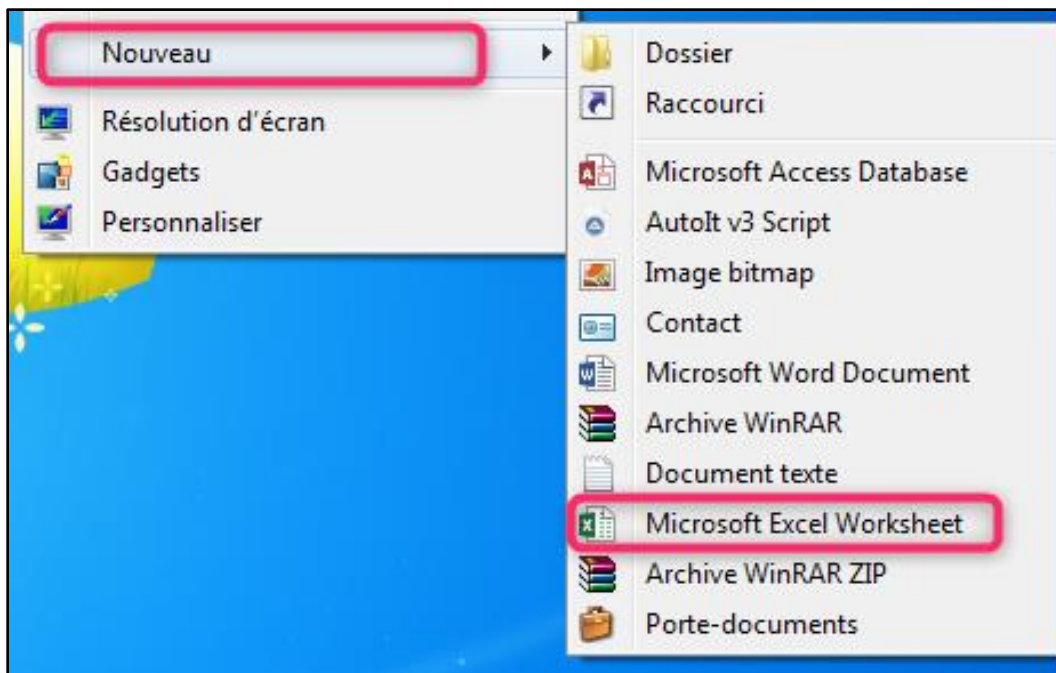 Nouveau
Résolution d'écran
Gadgets
Personnaliser
Dossier
Raccourci
Microsoft Access Database
AutoIt v3 Script
Image bitmap
Contact
Microsoft Word Document
Archive WinRAR
Document texte
Microsoft Excel Worksheet
Archive WinRAR ZIP
Porte-documents